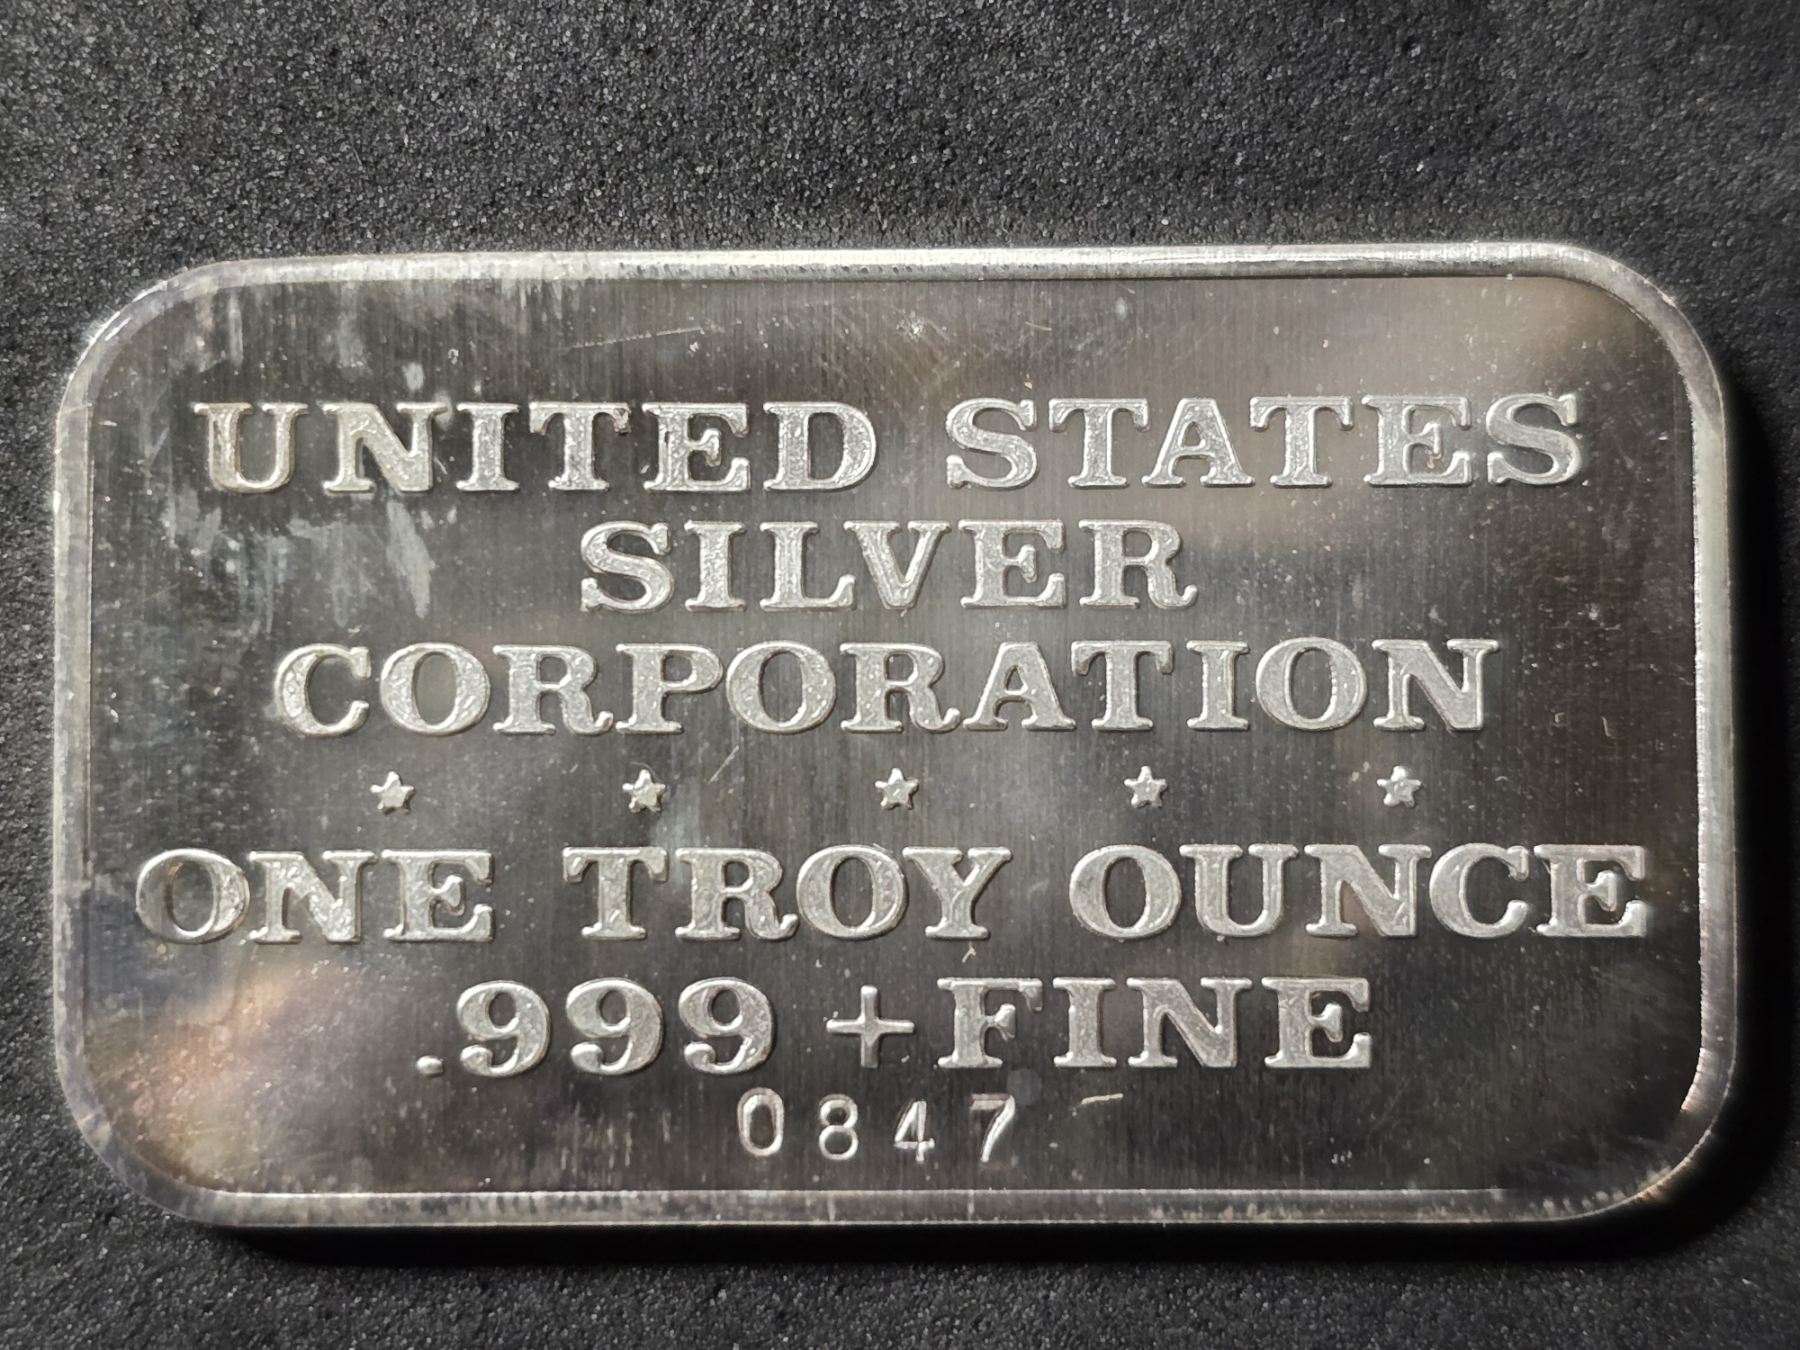 UNITED STATES
SILVER
CORPORATION
ONE TROY OUNCE
.999 + FINE
0847